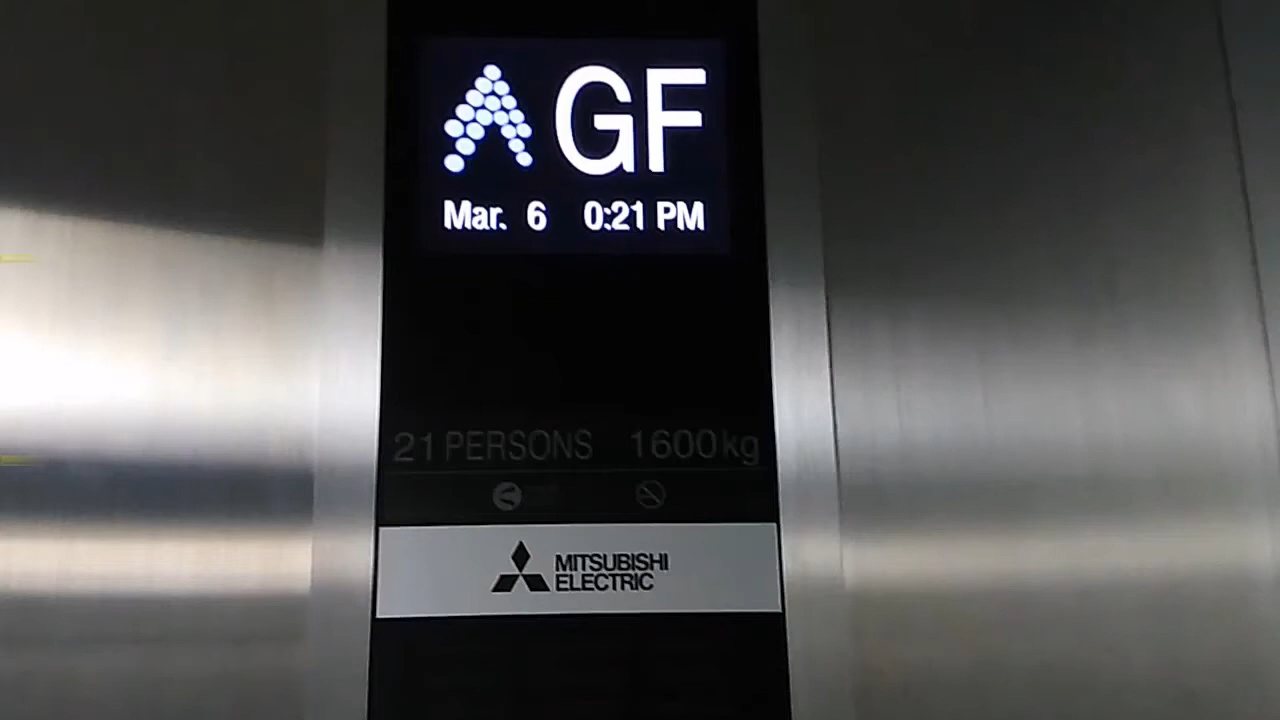 GF
Mar. 6 0:21 PM
21 PERSONS 1600kg
MITSUBISHI
ELECTRIC